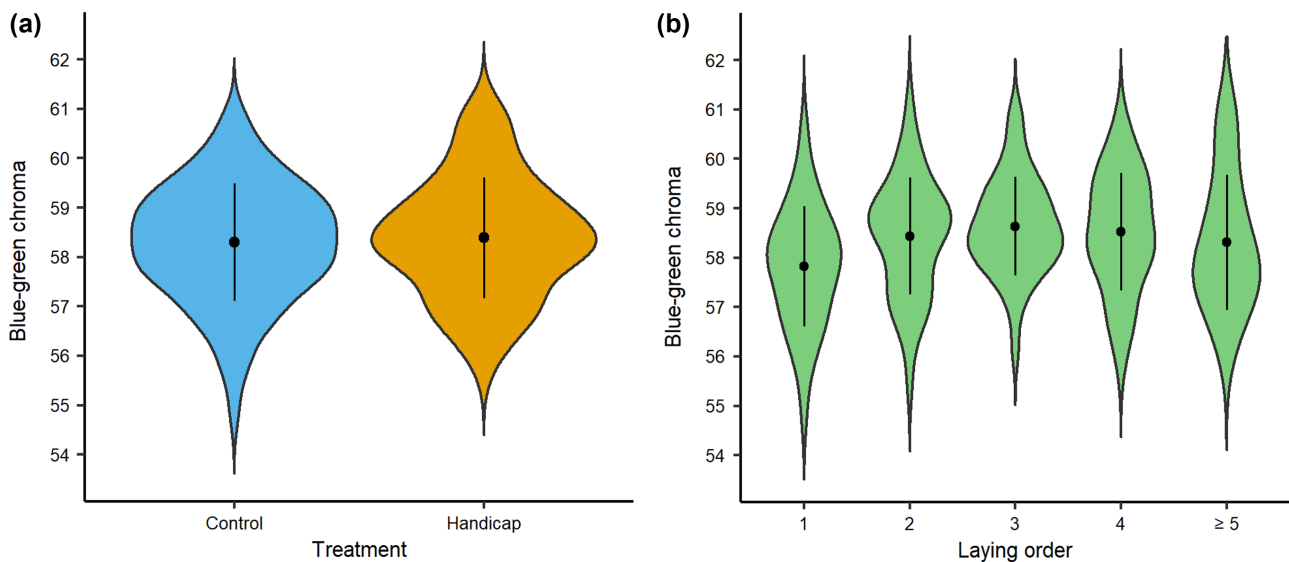 (a)
Blue-green chroma
62
61
60
59
58
57
56
55
54
Control Handicap
Treatment
(b)
Blue-green chroma
62
61
60
59
58
57
56
55
54
1 2 3 4 ≥ 5
Laying order